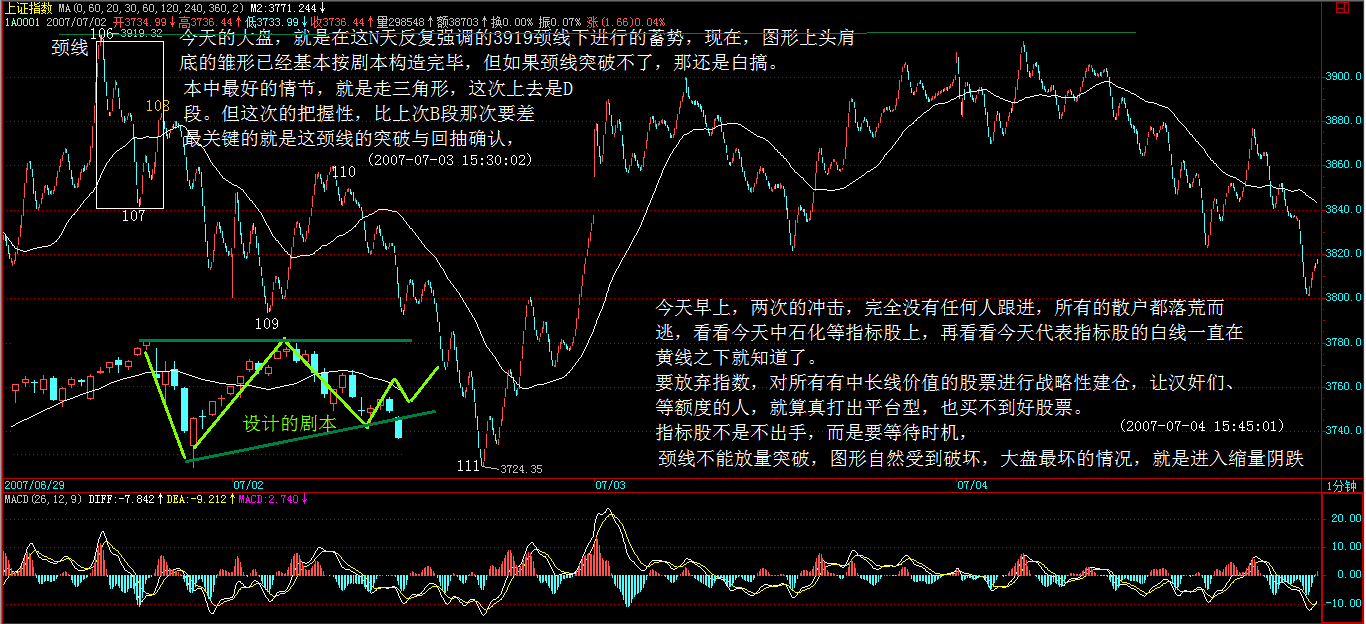 上证指数 MA(0,60,20,30,60,120,240,360,2) M2:3771.244↓
1A0001 2007/07/02 开3734.99↓高3736.44↑低3733.99↓收3736.44↑量298548↑额38703↑换0.00% 振0.07% 涨(1.66)0.04%
106-3919.32
颈线
今天的大盘，就是在这N天反复强调的3919颈线下进行的蓄势，现在，图形上头肩
底的雏形已经基本按剧本构造完毕，但如果颈线突破不了，那还是白搞。
本中最好的情节，就是走三角形，这次上去是D
段。但这次的把握性，比上次B段那次要差
最关键的就是这颈线的突破与回抽确认，
(2007-07-03 15:30:02)
108
107
110
109
111
3724.35
设计的剧本
今天早上，两次的冲击，完全没有任何人跟进，所有的散户都落荒而
逃，看看今天中石化等指标股上，再看看今天代表指标股的白线一直在
黄线之下就知道了。
要放弃指数，对所有有中长线价值的股票进行战略性建仓，让汉奸们、
等额度的人，就算真打出平台型，也买不到好股票。
(2007-07-04 15:45:01)
指标股不是不出手，而是要等待时机，
颈线不能放量突破，图形自然受到破坏，大盘最坏的情况，就是进入缩量阴跌
3900.0
3880.0
3860.0
3840.0
3820.0
3800.0
3780.0
3760.0
3740.0
2007/06/29
07/02
07/03
07/04
1分钟
MACD(26,12,9) DIFF:-7.842↑DEA:-9.212↑MACD:2.740↓
20.00
10.00
0.00
-10.00